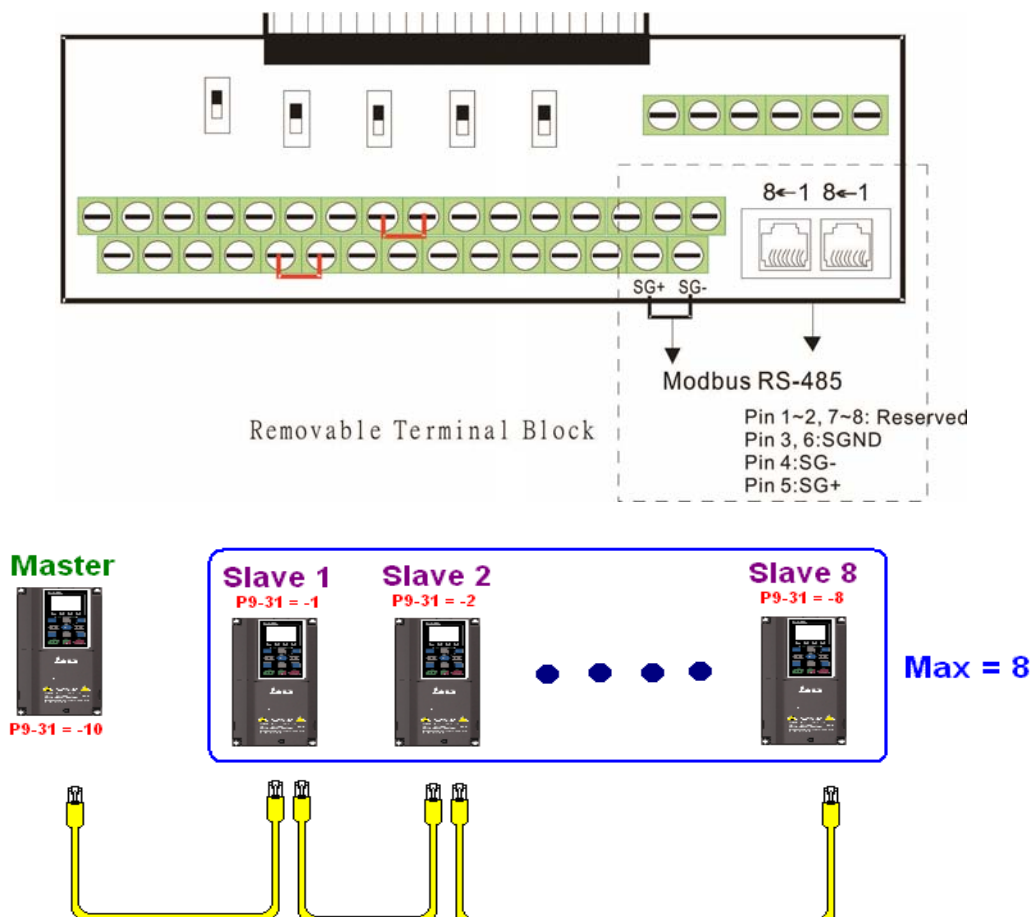 8←1 8←1
SG+ SG-
Modbus RS-485
Removable Terminal Block
Pin 1~2, 7~8: Reserved
Pin 3, 6:SGND
Pin 4:SG-
Pin 5:SG+
Master
P9-31 = -10
Slave 1
P9-31 = -1
Slave 2
P9-31 = -2
Slave 8
P9-31 = -8
Max = 8